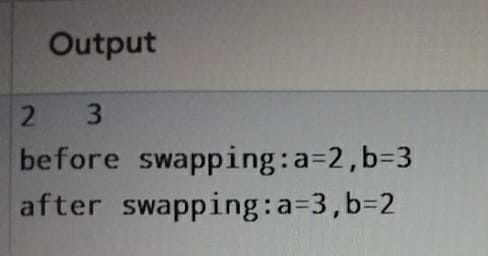 Output
2   3
before swapping:a=2,b=3
after swapping:a=3,b=2